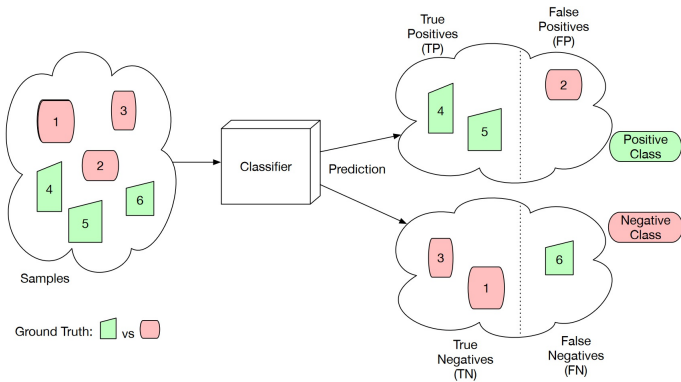 True
Positives
(TP)
False
Positives
(FP)
1
3
2
4
5
6
Samples
Classifier
Prediction
4
5
2
Positive
Class
Negative
Class
3
1
6
True
Negatives (TN)
False
Negatives (FN)
Ground Truth: vs